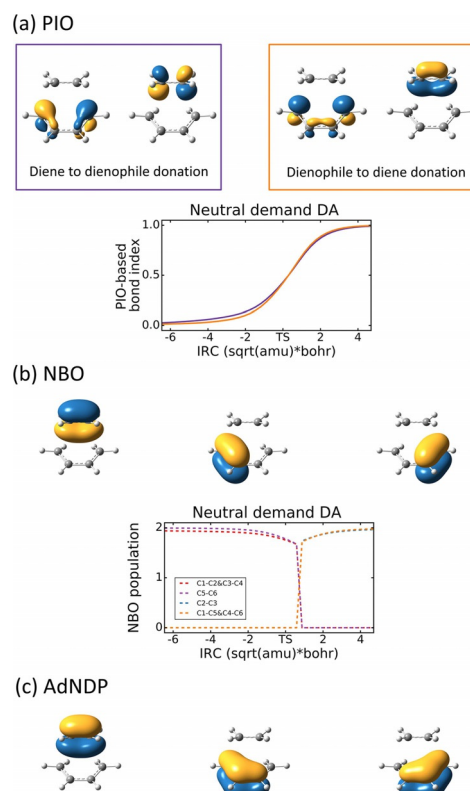 (a) PIO
Diene to dienophile donation
Dienophile to diene donation
Neutral demand DA
PIO-based
bond index
1.0
0.5
0.0
-6 -4 -2 TS 2 4
IRC (sqrt(amu)*bohr)
(b) NBO
Neutral demand DA
NBO population
2
1
0
C1-C2&C3-C4
C5-C6
C2-C3
C1-C5&C4-C6
-6 -4 -2 TS 2 4
IRC (sqrt(amu)*bohr)
(c) AdNDP